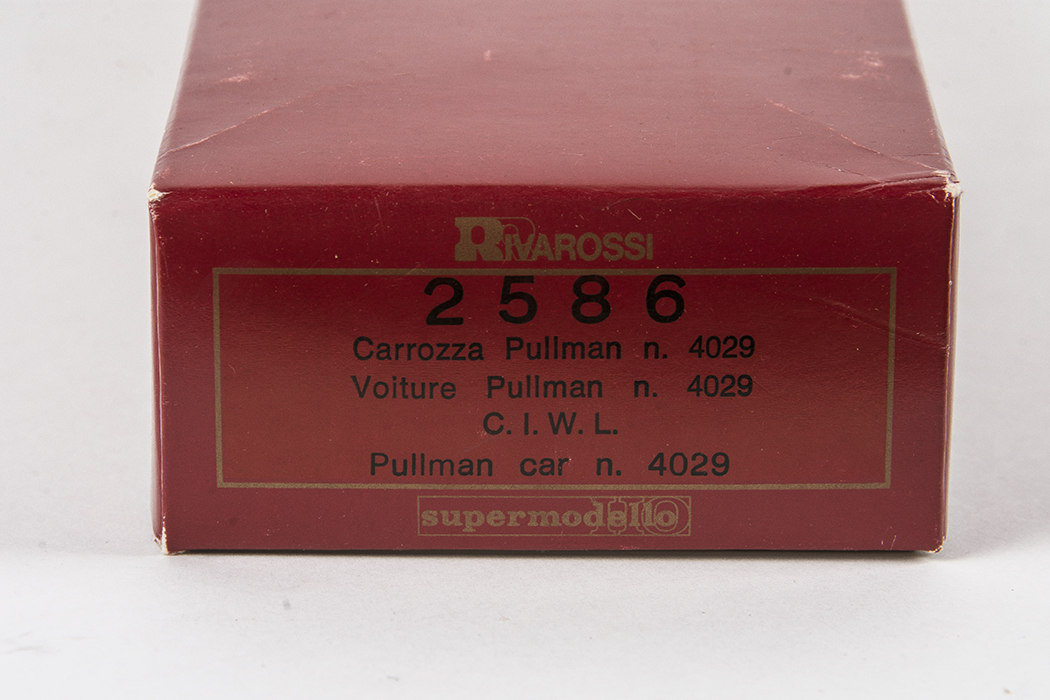 RIVAROSSI
2586
Carrozza Pullman n. 4029
Voiture Pullman n. 4029
C. I. W. L.
Pullman car n. 4029
supermodello HO